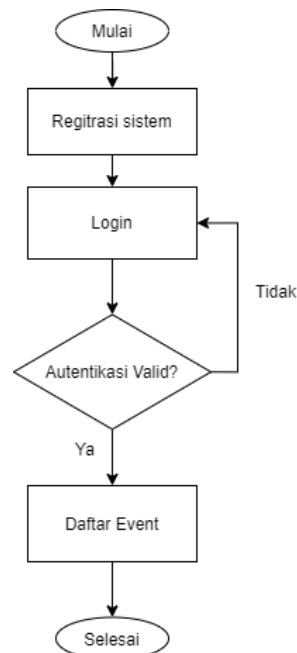 Mulai
Regitrasi sistem
Login
Tidak
Autentikasi Valid?
Ya
Daftar Event
Selesai